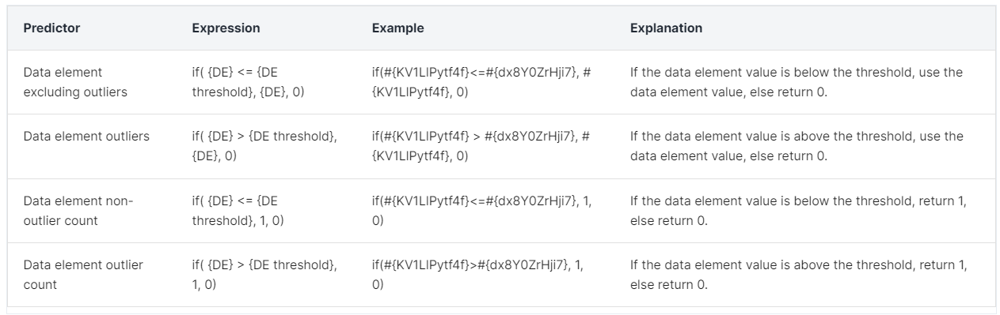 Predictor Expression Example Explanation
Data element
excluding outliers
if( {DE} <= {DE
threshold}, {DE}, 0)
if(#{KV1LlPytf4f}<=#{dx8Y0ZrHji7}, #
{KV1LlPytf4f}, 0)
If the data element value is below the threshold, use the
data element value, else return 0.
Data element outliers
if( {DE} > {DE threshold},
{DE}, 0)
if(#{KV1LlPytf4f} > #{dx8Y0ZrHji7}, #
{KV1LlPytf4f}, 0)
If the data element value is above the threshold, use the
data element value, else return 0.
Data element non-
outlier count
if( {DE} <= {DE
threshold}, 1, 0)
if(#{KV1LlPytf4f}<=#{dx8Y0ZrHji7}, 1,
0)
If the data element value is below the threshold, return 1,
else return 0.
Data element outlier
count
if( {DE} > {DE threshold},
1, 0)
if(#{KV1LlPytf4f}>#{dx8Y0ZrHji7}, 1,
0)
If the data element value is above the threshold, return 1,
else return 0.